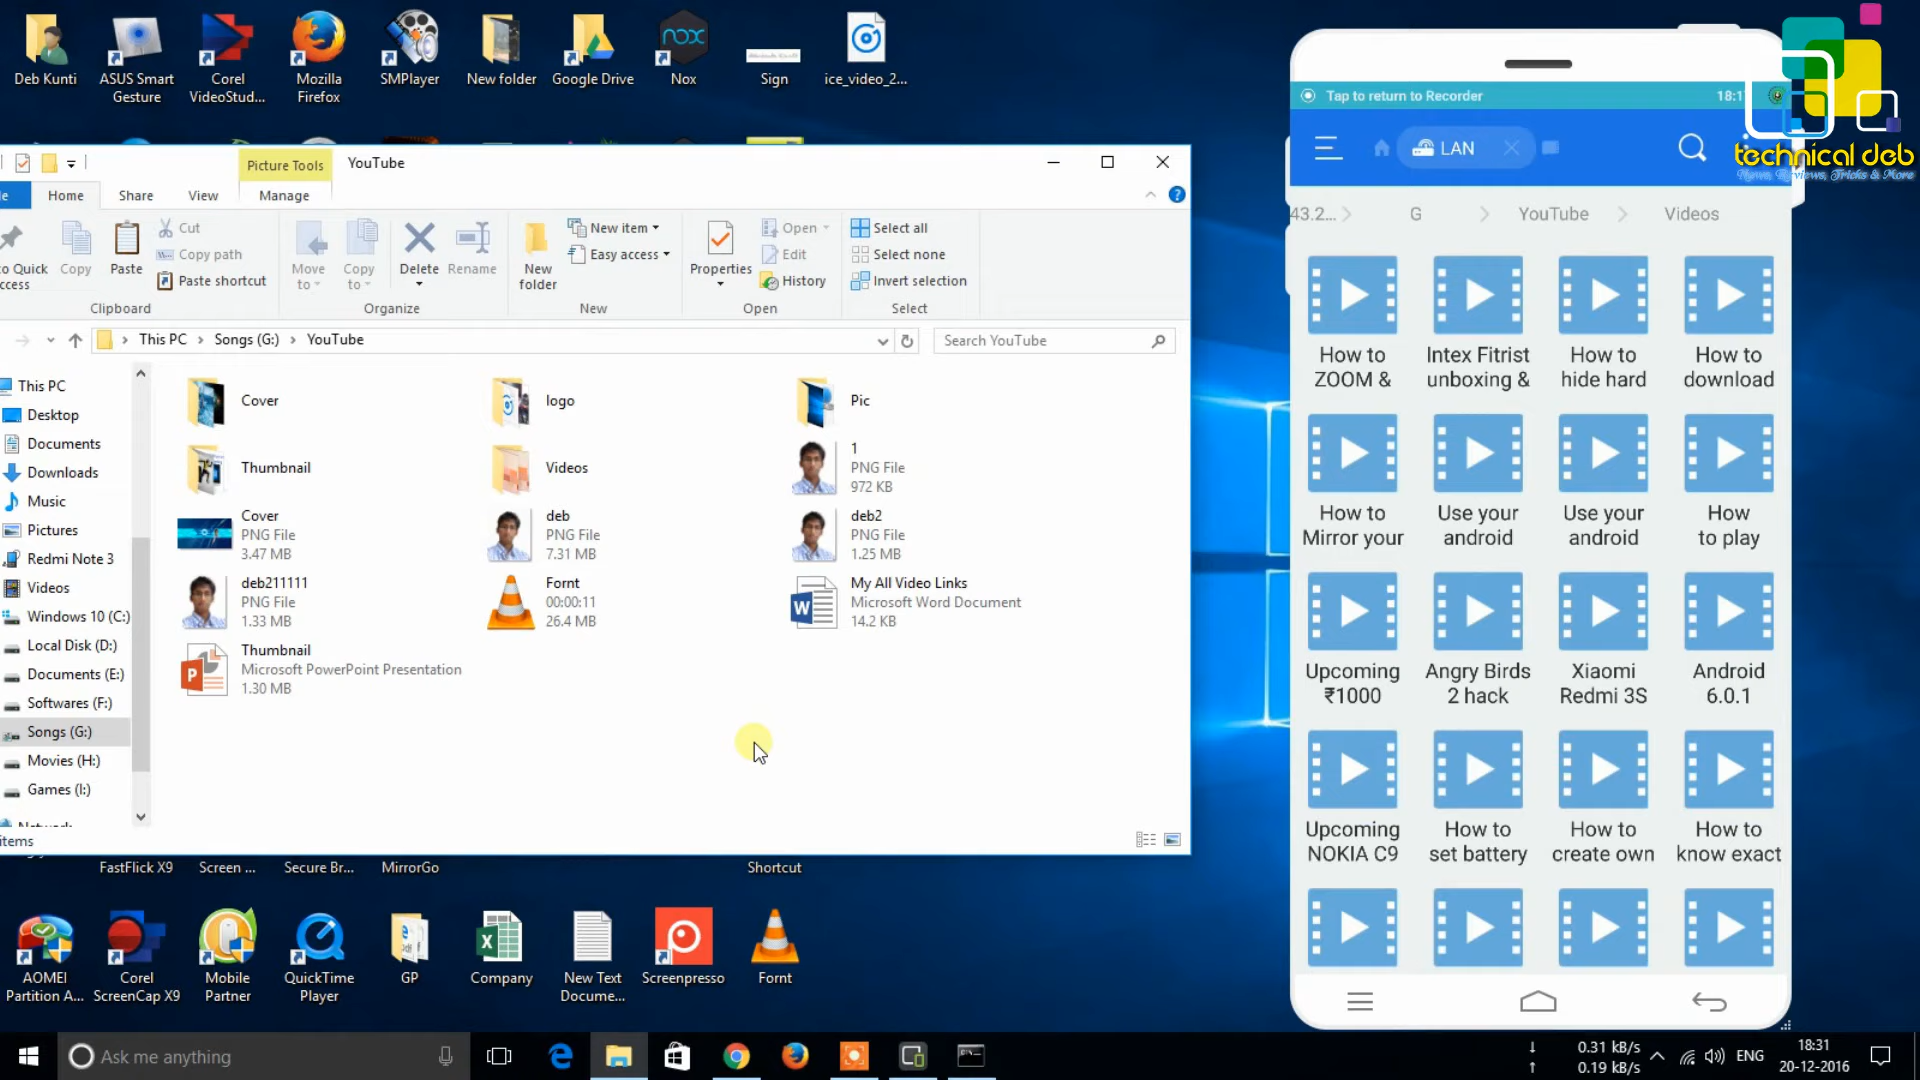 Deb Kunti
ASUS Smart
Gesture
Corel
VideoStud...
Mozilla
Firefox
SMPlayer
New folder
Google Drive
nox
Nox
Sign
ice_video_2...
Picture Tools
YouTube
Home
Share
View
Manage
Cut
Copy path
Paste shortcut
Copy
Paste
Clipboard
Move
to
Copy
to
Delete
Rename
Organize
New
folder
New item
Easy access
New
Properties
Open
Edit
History
Open
Select all
Select none
Invert selection
Select
This PC
Songs (G:)
YouTube
Search YouTube
This PC
Desktop
Documents
Downloads
Music
Pictures
Redmi Note 3
Videos
Windows 10 (C:)
Local Disk (D:)
Documents (E:)
Softwares (F:)
Songs (G:)
Movies (H:)
Games (I:)
items
Cover
logo
Pic
Thumbnail
Videos
1
PNG File
972 KB
Cover
PNG File
3.47 MB
deb
PNG File
7.31 MB
deb2
PNG File
1.25 MB
deb211111
PNG File
1.33 MB
Fornt
00:00:11
26.4 MB
My All Video Links
Microsoft Word Document
14.2 KB
Thumbnail
Microsoft PowerPoint Presentation
1.30 MB
FastFlick X9
Screen ...
Secure Br...
MirrorGo
Shortcut
AOMEI
Partition A...
Corel
ScreenCap X9
Mobile
Partner
QuickTime
Player
GP
Company
New Text
Docume...
Screenpresso
Fornt
Tap to return to Recorder
LAN
43.2...
G
YouTube
Videos
How to
ZOOM &
Intex Fitrist
unboxing &
How to
hide hard
How to
download
How to
Mirror your
Use your
android
Use your
android
How
to play
Upcoming
₹1000
Angry Birds
2 hack
Xiaomi
Redmi 3S
Android
6.0.1
Upcoming
NOKIA C9
How to
set battery
How to
create own
How to
know exact
technical deb
News, Reviews, Tricks & More
Ask me anything
0.31 kB/s
0.19 kB/s
ENG
18:31
20-12-2016